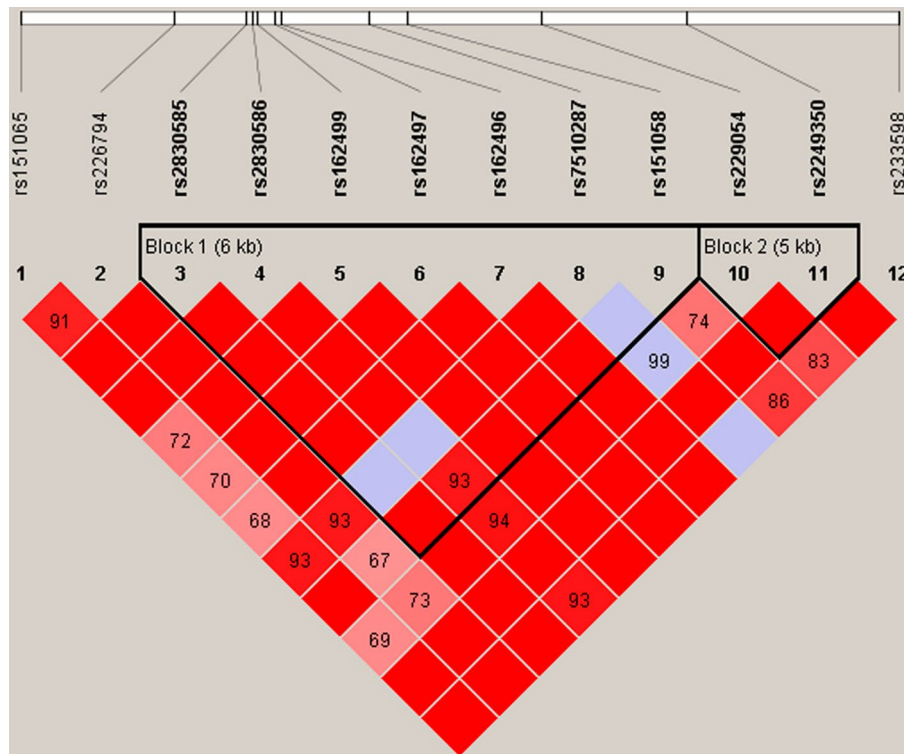 rs151065
rs226794
rs2830585
rs2830586
rs162499
rs162497
rs162496
rs7510287
rs151058
rs229054
rs2249350
rs233598
Block 1 (6 kb) Block 2 (5 kb)
1 2 3 4 5 6 7 8 9 10 11 12
91 74
99 83
86
72
70 93
68 93 94
93 67
73 93
69